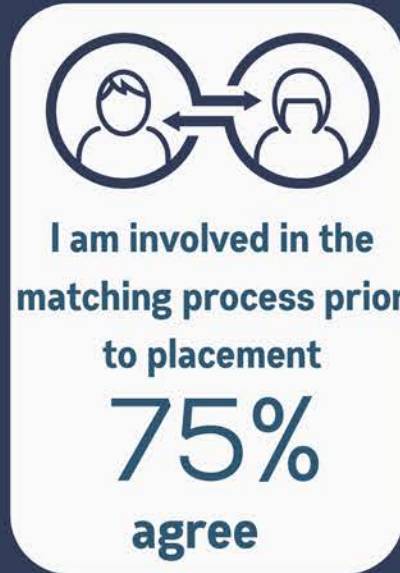 I am involved in the
matching process prior
to placement
75%
agree